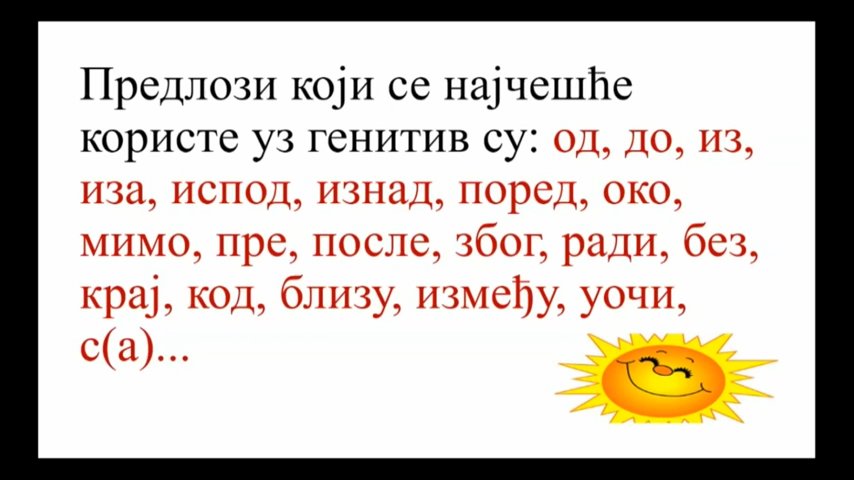 Предлози који се најчешће
користе уз генитив су: од, до, из,
иза, испод, изнад, поред, око,
мимо, пре, после, због, ради, без,
крај, код, близу, између, уочи,
с(а)...